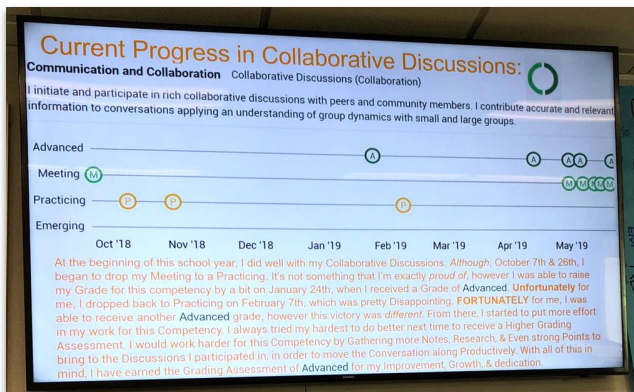 Current Progress in Collaborative Discussions:
Communication and Collaboration Collaborative Discussions (Collaboration)
I initiate and participate in rich collaborative discussions with peers and community members. I contribute accurate and relevant
information to conversations applying an understanding of group dynamics with small and large groups.
Advanced
A A A A A
Meeting
M M M M M
Practicing
P P P
Emerging
Oct '18 Nov '18 Dec '18 Jan '19 Feb '19 Mar '19 Apr '19 May '19
At the beginning of this school year, I did well with my Collaborative Discussions. Although, October 7th & 26th, I
began to drop my Meeting to a Practicing. It's not something that I'm exactly proud of, however I was able to raise
my Grade for this competency by a bit on January 24th, when I received a Grade of Advanced. Unfortunately for
me, I dropped back to Practicing on February 7th, which was pretty Disappointing. FORTUNATELY for me, I was
able to receive another Advanced grade, however this victory was different. From there, I started to put more effort
in my work for this Competency. I always tried my hardest to do better next time to receive a Higher Grading
Assessment. I would work harder for this Competency by Gathering more Notes, Research, & Even strong Points to
bring to the Discussions I participated in, in order to move the Conversation along Productively. With all of this in
mind, I have earned the Grading Assessment of Advanced for my Improvement, Growth, & dedication.